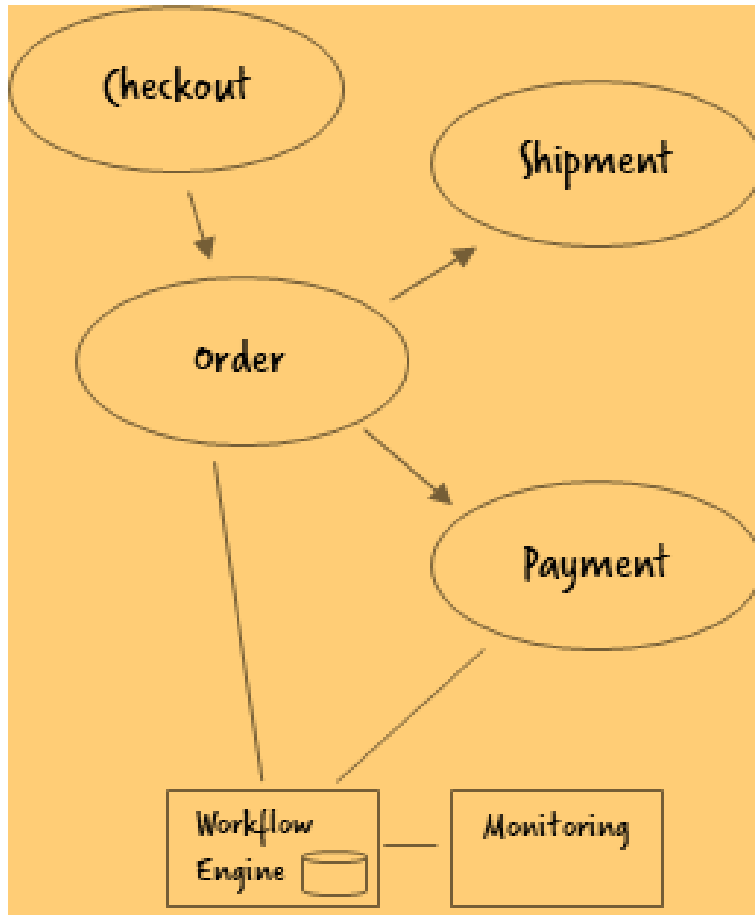 Checkout
Shipment
Order
Payment
Workflow
Engine
Monitoring